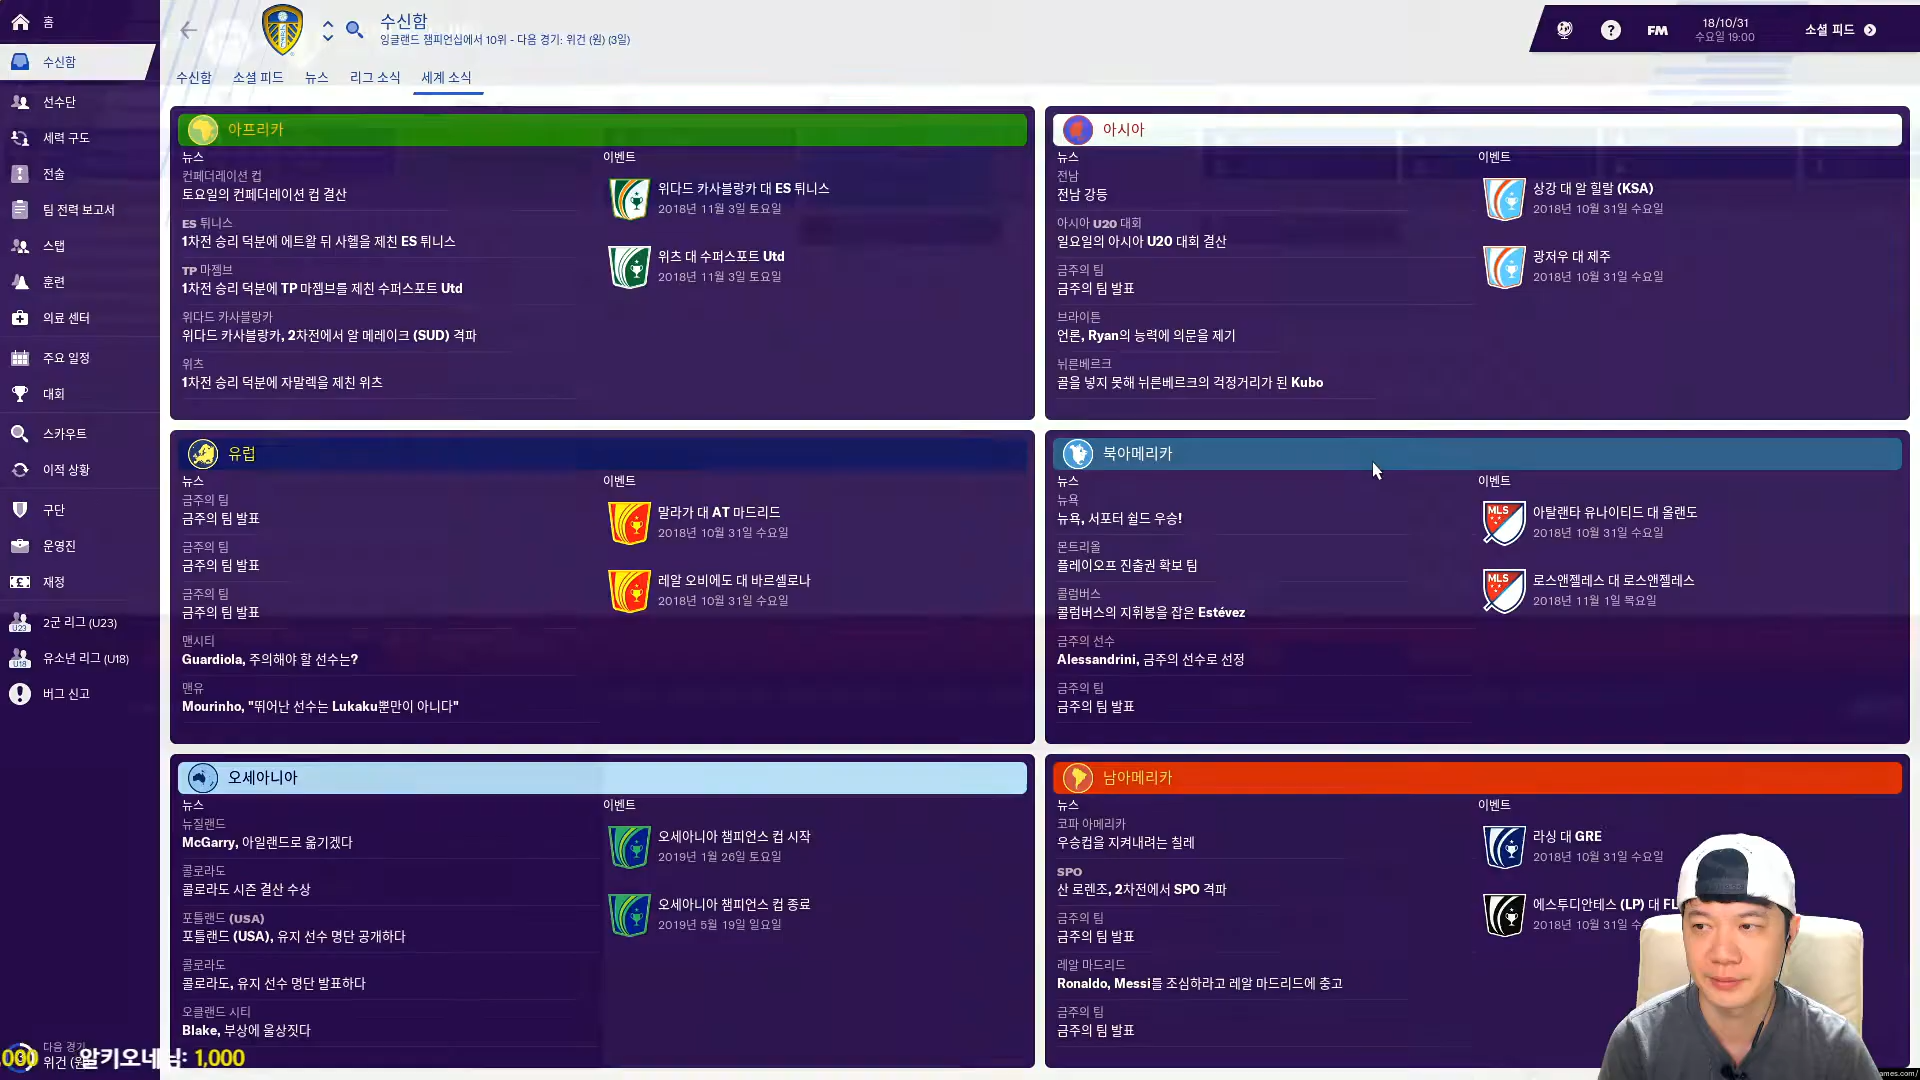 홈
수신함
선수단
세력 구도
전술
팀 전력 보고서
스탭
훈련
의료 센터
주요 일정
대회
스카우트
이적 상황
구단
운영진
재정
2군 리그 (U23)
유소년 리그 (U18)
버그 신고
다음 경기
위건 (원)
알키오네님: 1,000
수신함
잉글랜드 챔피언십에서 10위 - 다음 경기: 위건 (원) (3일)
FM
18/10/31
수요일 19:00
소셜 피드
수신함
소셜 피드
뉴스
리그 소식
세계 소식
아프리카
뉴스
컨페더레이션 컵
토요일의 컨페더레이션 컵 결산
ES 튀니스
1차전 승리 덕분에 에트왈 뒤 사헬을 제친 ES 튀니스
TP 마젬브
1차전 승리 덕분에 TP 마젬브를 제친 수퍼스포트 Utd
위다드 카사블랑카
위다드 카사블랑카, 2차전에서 알 메레이크 (SUD) 격파
위츠
1차전 승리 덕분에 자말렉을 제친 위츠
이벤트
위다드 카사블랑카 대 ES 튀니스
2018년 11월 3일 토요일
위츠 대 수퍼스포트 Utd
2018년 11월 3일 토요일
아시아
뉴스
전남
전남 강등
아시아 U20 대회
일요일의 아시아 U20 대회 결산
금주의 팀
금주의 팀 발표
브라이튼
언론, Ryan의 능력에 의문을 제기
뉘른베르크
골을 넣지 못해 뉘른베르크의 걱정거리가 된 Kubo
이벤트
상강 대 알 힐랄 (KSA)
2018년 10월 31일 수요일
광저우 대 제주
2018년 10월 31일 수요일
유럽
뉴스
금주의 팀
금주의 팀 발표
금주의 팀
금주의 팀 발표
금주의 팀
금주의 팀 발표
맨시티
Guardiola, 주의해야 할 선수는?
맨유
Mourinho, "뛰어난 선수는 Lukaku뿐만이 아니다"
이벤트
말라가 대 AT 마드리드
2018년 10월 31일 수요일
레알 오비에도 대 바르셀로나
2018년 10월 31일 수요일
북아메리카
뉴스
뉴욕
뉴욕, 서포터 쉴드 우승!
몬트리올
플레이오프 진출권 확보 팀
콜럼버스
콜럼버스의 지휘봉을 잡은 Estévez
금주의 선수
Alessandrini, 금주의 선수로 선정
금주의 팀
금주의 팀 발표
이벤트
MLS
아탈랜타 유나이티드 대 올랜도
2018년 10월 31일 수요일
MLS
로스앤젤레스 대 로스앤젤레스
2018년 11월 1일 목요일
오세아니아
뉴스
뉴질랜드
McGarry, 아일랜드로 옮기겠다
콜로라도
콜로라도 시즌 결산 수상
포틀랜드 (USA)
포틀랜드 (USA), 유지 선수 명단 공개하다
콜로라도
콜로라도, 유지 선수 명단 발표하다
오클랜드 시티
Blake, 부상에 울상짓다
이벤트
오세아니아 챔피언스 컵 시작
2019년 1월 26일 토요일
오세아니아 챔피언스 컵 종료
2019년 5월 19일 일요일
남아메리카
뉴스
코파 아메리카
우승컵을 지켜내려는 칠레
SPO
산 로렌조, 2차전에서 SPO 격파
금주의 팀
금주의 팀 발표
레알 마드리드
Ronaldo, Messi를 조심하라고 레알 마드리드에 충고
금주의 팀
금주의 팀 발표
이벤트
라싱 대 GRE
2018년 10월 31일 수요일
에스투디안테스 (LP) 대 FL
2018년 10월 31일 수